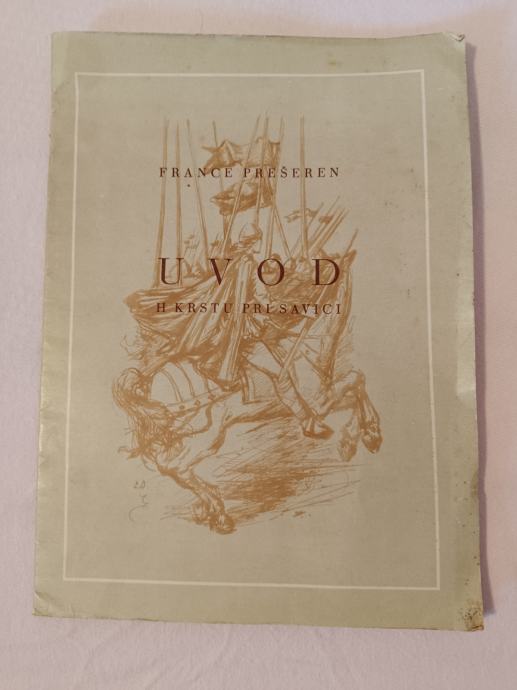 FRANCE PREŠEREN
UVOD
H KRSTU PRI SAVICI